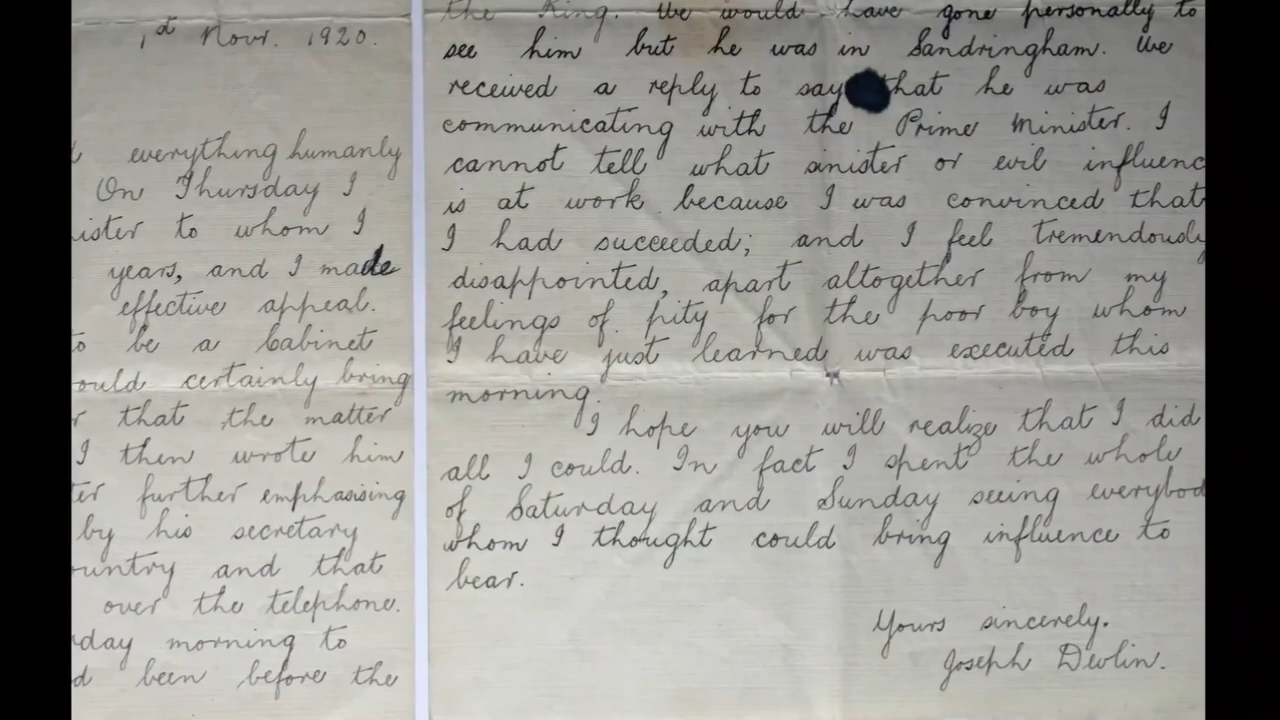 1st Novr. 1920.
everything humanly
On Thursday I
ister to whom I
years, and I made
effective appeal.
to be a Cabinet
ould certainly bring
r that the matter
I then wrote him
ter further emphasising
by his secretary
ountry and that
over the telephone.
rday morning to
d been before the
the King. We would have gone personally to
see him but he was in Sandringham. We
received a reply to say that he was
communicating with the Prime Minister. I
cannot tell what sinister or evil influenc
is at work because I was convinced that
I had succeeded; and I feel tremendously
disappointed, apart altogether from my
feelings of pity for the poor boy whom
I have just learned was executed this
morning.
I hope you will realize that I did
all I could. In fact I spent the whole
of Saturday and Sunday seeing everybod
whom I thought could bring influence to
bear.
Yours sincerely.
Joseph Devlin.